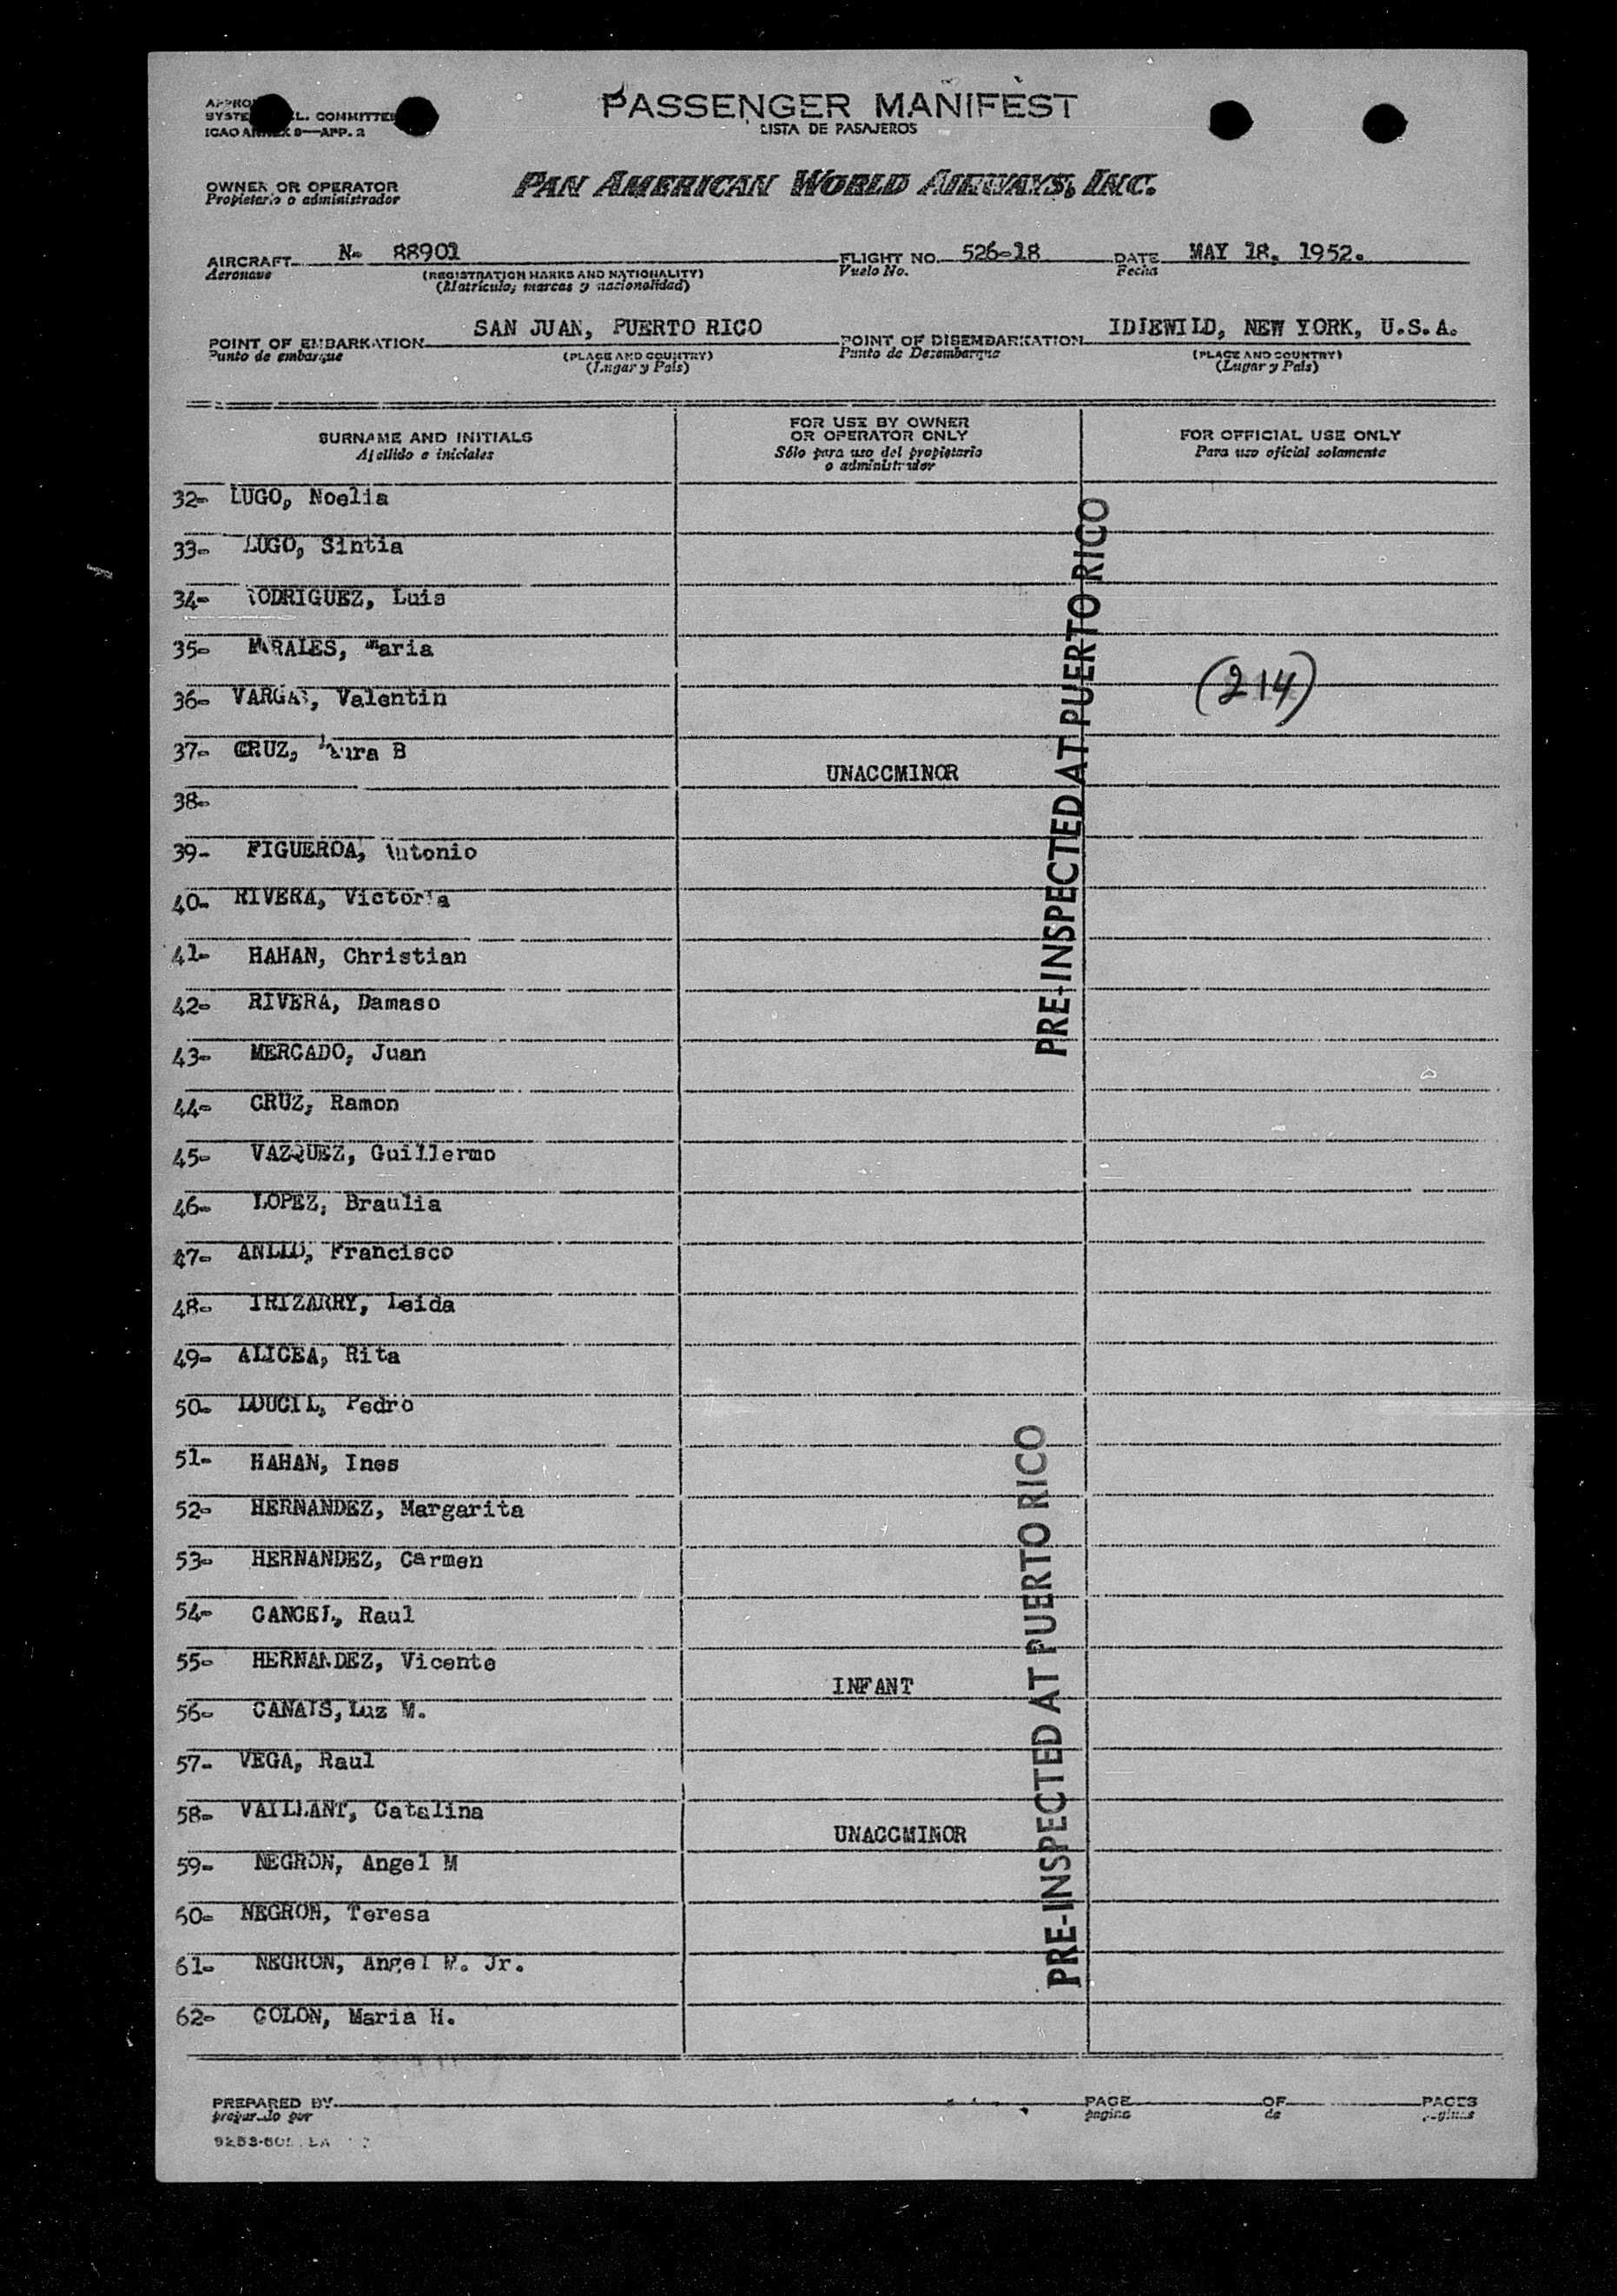 PASSENGER MANIFEST
LISTA DE PASAJEROS
L. COMMITTEE
ICAO ANNEX 9—APP. 2
OWNER OR OPERATOR
Propietario o administrador
PAN AMERICAN WORLD AIRWAYS, INC.
AIRCRAFT N- 88901 FLIGHT NO. 526-18 DATE MAY 18, 1952.
Aeronave (REGISTRATION MARKS AND NATIONALITY) Vuelo No. Fecha
(Matricula, marcas y nacionalidad)
POINT OF EMBARKATION SAN JUAN, PUERTO RICO POINT OF DISEMBARKATION IDLEWILD, NEW YORK, U.S.A.
Punto de embarque (PLACE AND COUNTRY) Punto de Desembarque (PLACE AND COUNTRY)
(Lugar y País) (Lugar y País)
SURNAME AND INITIALS
Apellido e iniciales
FOR USE BY OWNER
OR OPERATOR ONLY
Sólo para uso del propietario
o administrador
FOR OFFICIAL USE ONLY
Para uso oficial solamente
32- LUGO, Noelia
33- LUGO, Sintia
34- RODRIGUEZ, Luis
35- MORALES, Maria
36- VARGAS, Valentin
(214)
37- CRUZ, Laura B
UNACCMINOR
38-
39- FIGUEROA, Antonio
40- RIVERA, Victoria
41- HAHAN, Christian
42- RIVERA, Damaso
43- MERCADO, Juan
44- CRUZ, Ramon
45- VAZQUEZ, Guillermo
46- LOPEZ, Braulia
47- ANLLO, Francisco
48- IRIZARRY, Leida
49- ALICEA, Rita
50- LOUCIL, Pedro
51- HAHAN, Ines
52- HERNANDEZ, Margarita
53- HERNANDEZ, Carmen
54- CANCEL, Raul
55- HERNANDEZ, Vicente
INFANT
56- CANALS, Luz M.
57- VEGA, Raul
58- VAILLANT, Catalina
UNACCMINOR
59- NEGRON, Angel M
60- NEGRON, Teresa
61- NEGRON, Angel M. Jr.
62- COLON, Maria H.
PRE-INSPECTED AT PUERTO RICO
PRE-INSPECTED AT PUERTO RICO
PREPARED BY PAGE OF PAGES
preparado por pagina de paginas